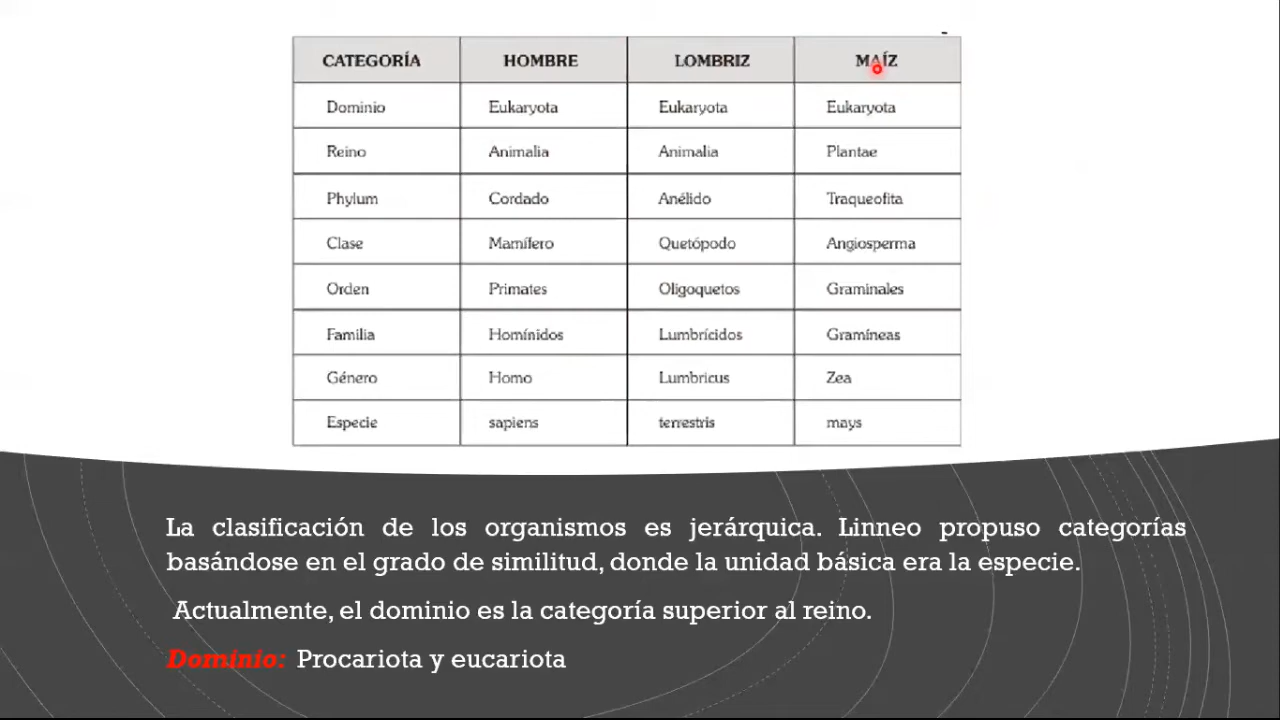 CATEGORÍA HOMBRE LOMBRIZ MAÍZ
Dominio Eukaryota Eukaryota Eukaryota
Reino Animalia Animalia Plantae
Phylum Cordado Anélido Traqueofita
Clase Mamífero Quetópodo Angiosperma
Orden Primates Oligoquetos Graminales
Familia Homínidos Lumbrícidos Gramíneas
Género Homo Lumbricus Zea
Especie sapiens terrestris mays
La clasificación de los organismos es jerárquica. Linneo propuso categorías
basándose en el grado de similitud, donde la unidad básica era la especie.
Actualmente, el dominio es la categoría superior al reino.
Dominio: Procariota y eucariota